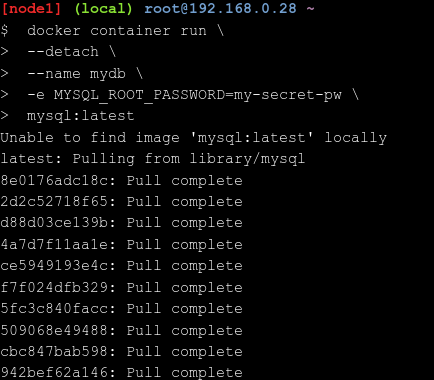 [node1] (local) root@192.168.0.28 ~
$  docker container run \
>  --detach \
>  --name mydb \
>  -e MYSQL_ROOT_PASSWORD=my-secret-pw \
>  mysql:latest
Unable to find image 'mysql:latest' locally
latest: Pulling from library/mysql
8e0176adc18c: Pull complete
2d2c52718f65: Pull complete
d88d03ce139b: Pull complete
4a7d7f11aa1e: Pull complete
ce5949193e4c: Pull complete
f7f024dfb329: Pull complete
5fc3c840facc: Pull complete
509068e49488: Pull complete
cbc847bab598: Pull complete
942bef62a146: Pull complete